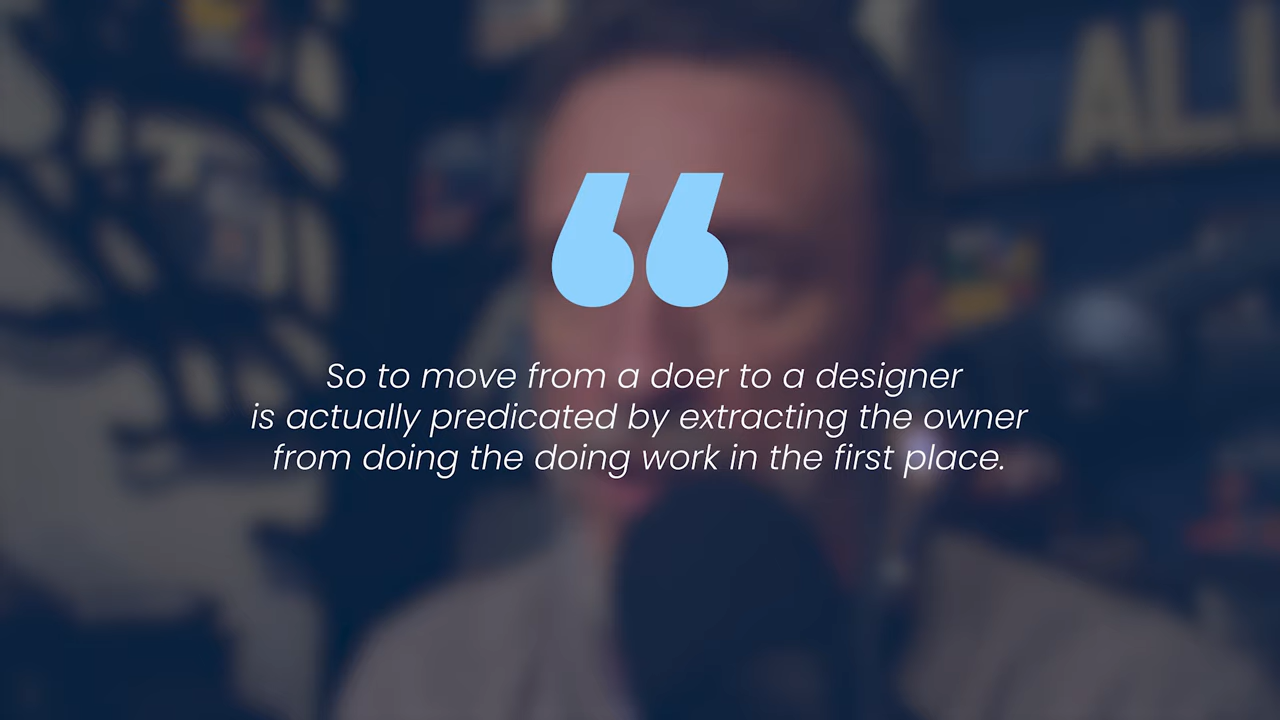 ALL
“
So to move from a doer to a designer
is actually predicated by extracting the owner
from doing the doing work in the first place.